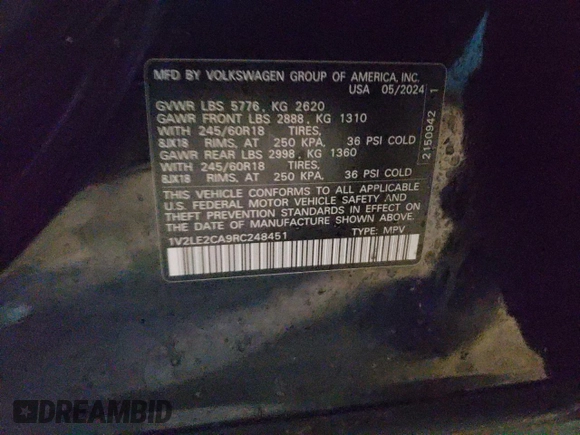 MFD BY VOLKSWAGEN GROUP OF AMERICA, INC.
USA 05/2024
GVWR LBS 5776, KG 2620
GAWR FRONT LBS 2888, KG 1310
WITH 245/60R18 TIRES.
8JX18 RIMS, AT 250 KPA, 36 PSI COLD
GAWR REAR LBS 2998, KG 1360
WITH 245/60R18 TIRES.
8JX18 RIMS, AT 250 KPA, 36 PSI COLD
THIS VEHICLE CONFORMS TO ALL APPLICABLE
U.S. FEDERAL MOTOR VEHICLE SAFETY AND
THEFT PREVENTION STANDARDS IN EFFECT ON
THE DATE OF MANUFACTURE SHOWN ABOVE.
1V2LE2CA9RC248451 TYPE: MPV
2150942 1
DREAMBID